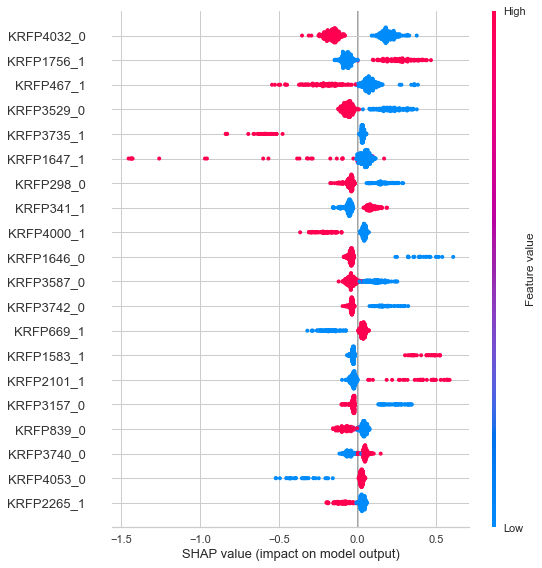 High
KRFP4032_0
KRFP1756_1
KRFP467_1
KRFP3529_0
KRFP3735_1
KRFP1647_1
KRFP298_0
KRFP341_1
KRFP4000_1
KRFP1646_0
KRFP3587_0
KRFP3742_0
KRFP669_1
KRFP1583_1
KRFP2101_1
KRFP3157_0
KRFP839_0
KRFP3740_0
KRFP4053_0
KRFP2265_1
Feature value
Low
−1.5 −1.0 −0.5 0.0 0.5
SHAP value (impact on model output)